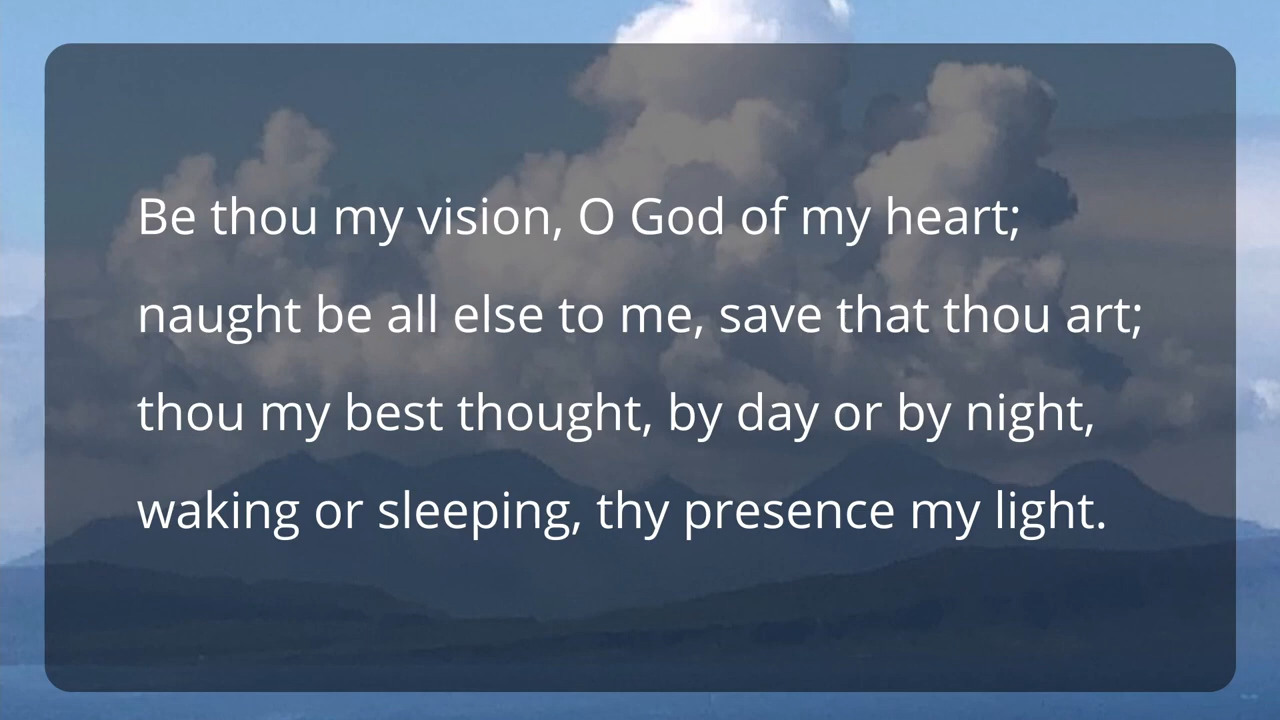 Be thou my vision, O God of my heart;
naught be all else to me, save that thou art;
thou my best thought, by day or by night,
waking or sleeping, thy presence my light.